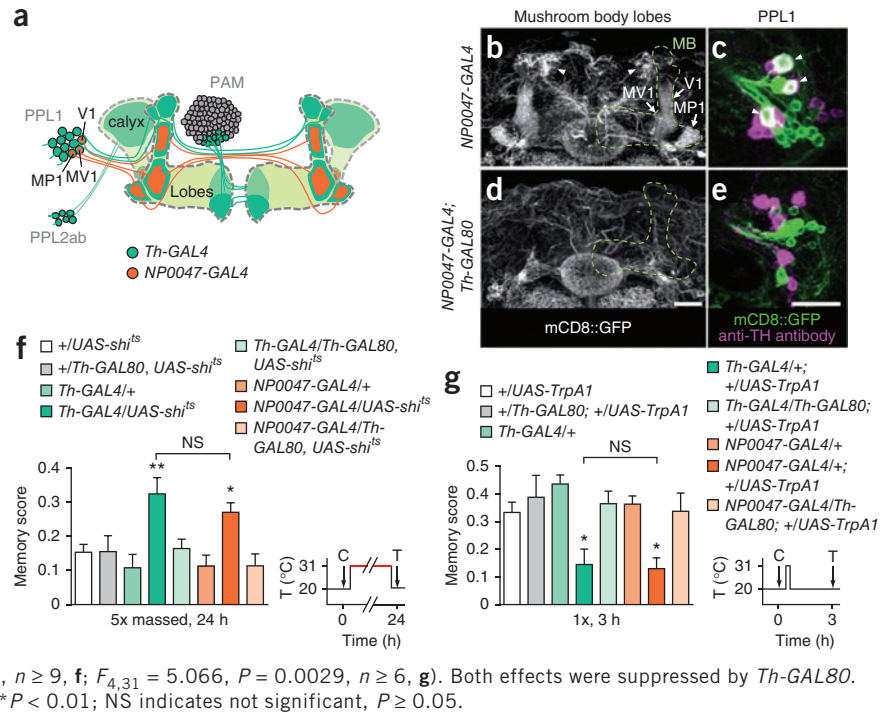 a
PPL1
V1
calyx
PAM
MP1
MV1
Lobes
PPL2ab
Th-GAL4
NP0047-GAL4
Mushroom body lobes
PPL1
NP0047-GAL4
b
MB
V1
MV1
MP1
c
NP0047-GAL4;
Th-GAL80
d
mCD8::GFP
e
mCD8::GFP
anti-TH antibody
f
+/UAS-shi^ts
+/Th-GAL80, UAS-shi^ts
Th-GAL4/+
Th-GAL4/UAS-shi^ts
Th-GAL4/Th-GAL80,
UAS-shi^ts
NP0047-GAL4/+
NP0047-GAL4/UAS-shi^ts
NP0047-GAL4/Th-
GAL80, UAS-shi^ts
Memory score
0.4
0.3
0.2
0.1
0
**
NS
*
5x massed, 24 h
T (°C)
31
20
C
T
0
24
Time (h)
g
+/UAS-TrpA1
+/Th-GAL80; +/UAS-TrpA1
Th-GAL4/+
Th-GAL4/+;
+/UAS-TrpA1
Th-GAL4/Th-GAL80;
+/UAS-TrpA1
NP0047-GAL4/+
NP0047-GAL4/+;
+/UAS-TrpA1
NP0047-GAL4/Th-
GAL80; +/UAS-TrpA1
Memory score
0.5
0.4
0.3
0.2
0.1
0
NS
*
*
1x, 3 h
T (°C)
31
20
C
T
0
3
Time (h)
, n ≥ 9, f; F4,31 = 5.066, P = 0.0029, n ≥ 6, g). Both effects were suppressed by Th-GAL80.
*P < 0.01; NS indicates not significant, P ≥ 0.05.